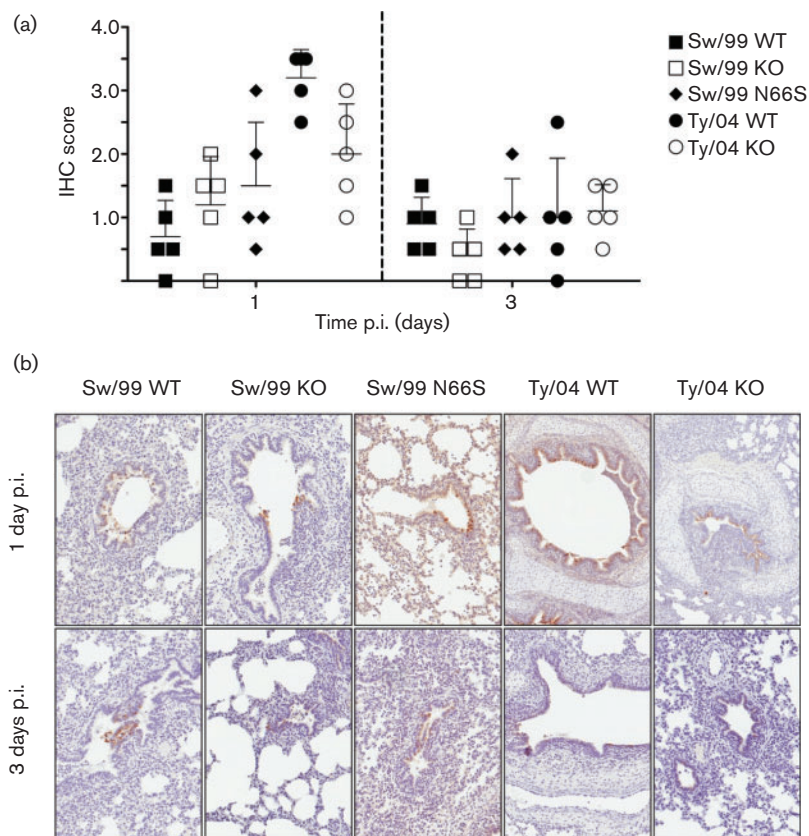 (a)
4.0
3.0
2.0
1.0
IHC score
1
3
Time p.i. (days)
Sw/99 WT
Sw/99 KO
Sw/99 N66S
Ty/04 WT
Ty/04 KO
(b)
Sw/99 WT Sw/99 KO Sw/99 N66S Ty/04 WT Ty/04 KO
1 day p.i.
3 days p.i.